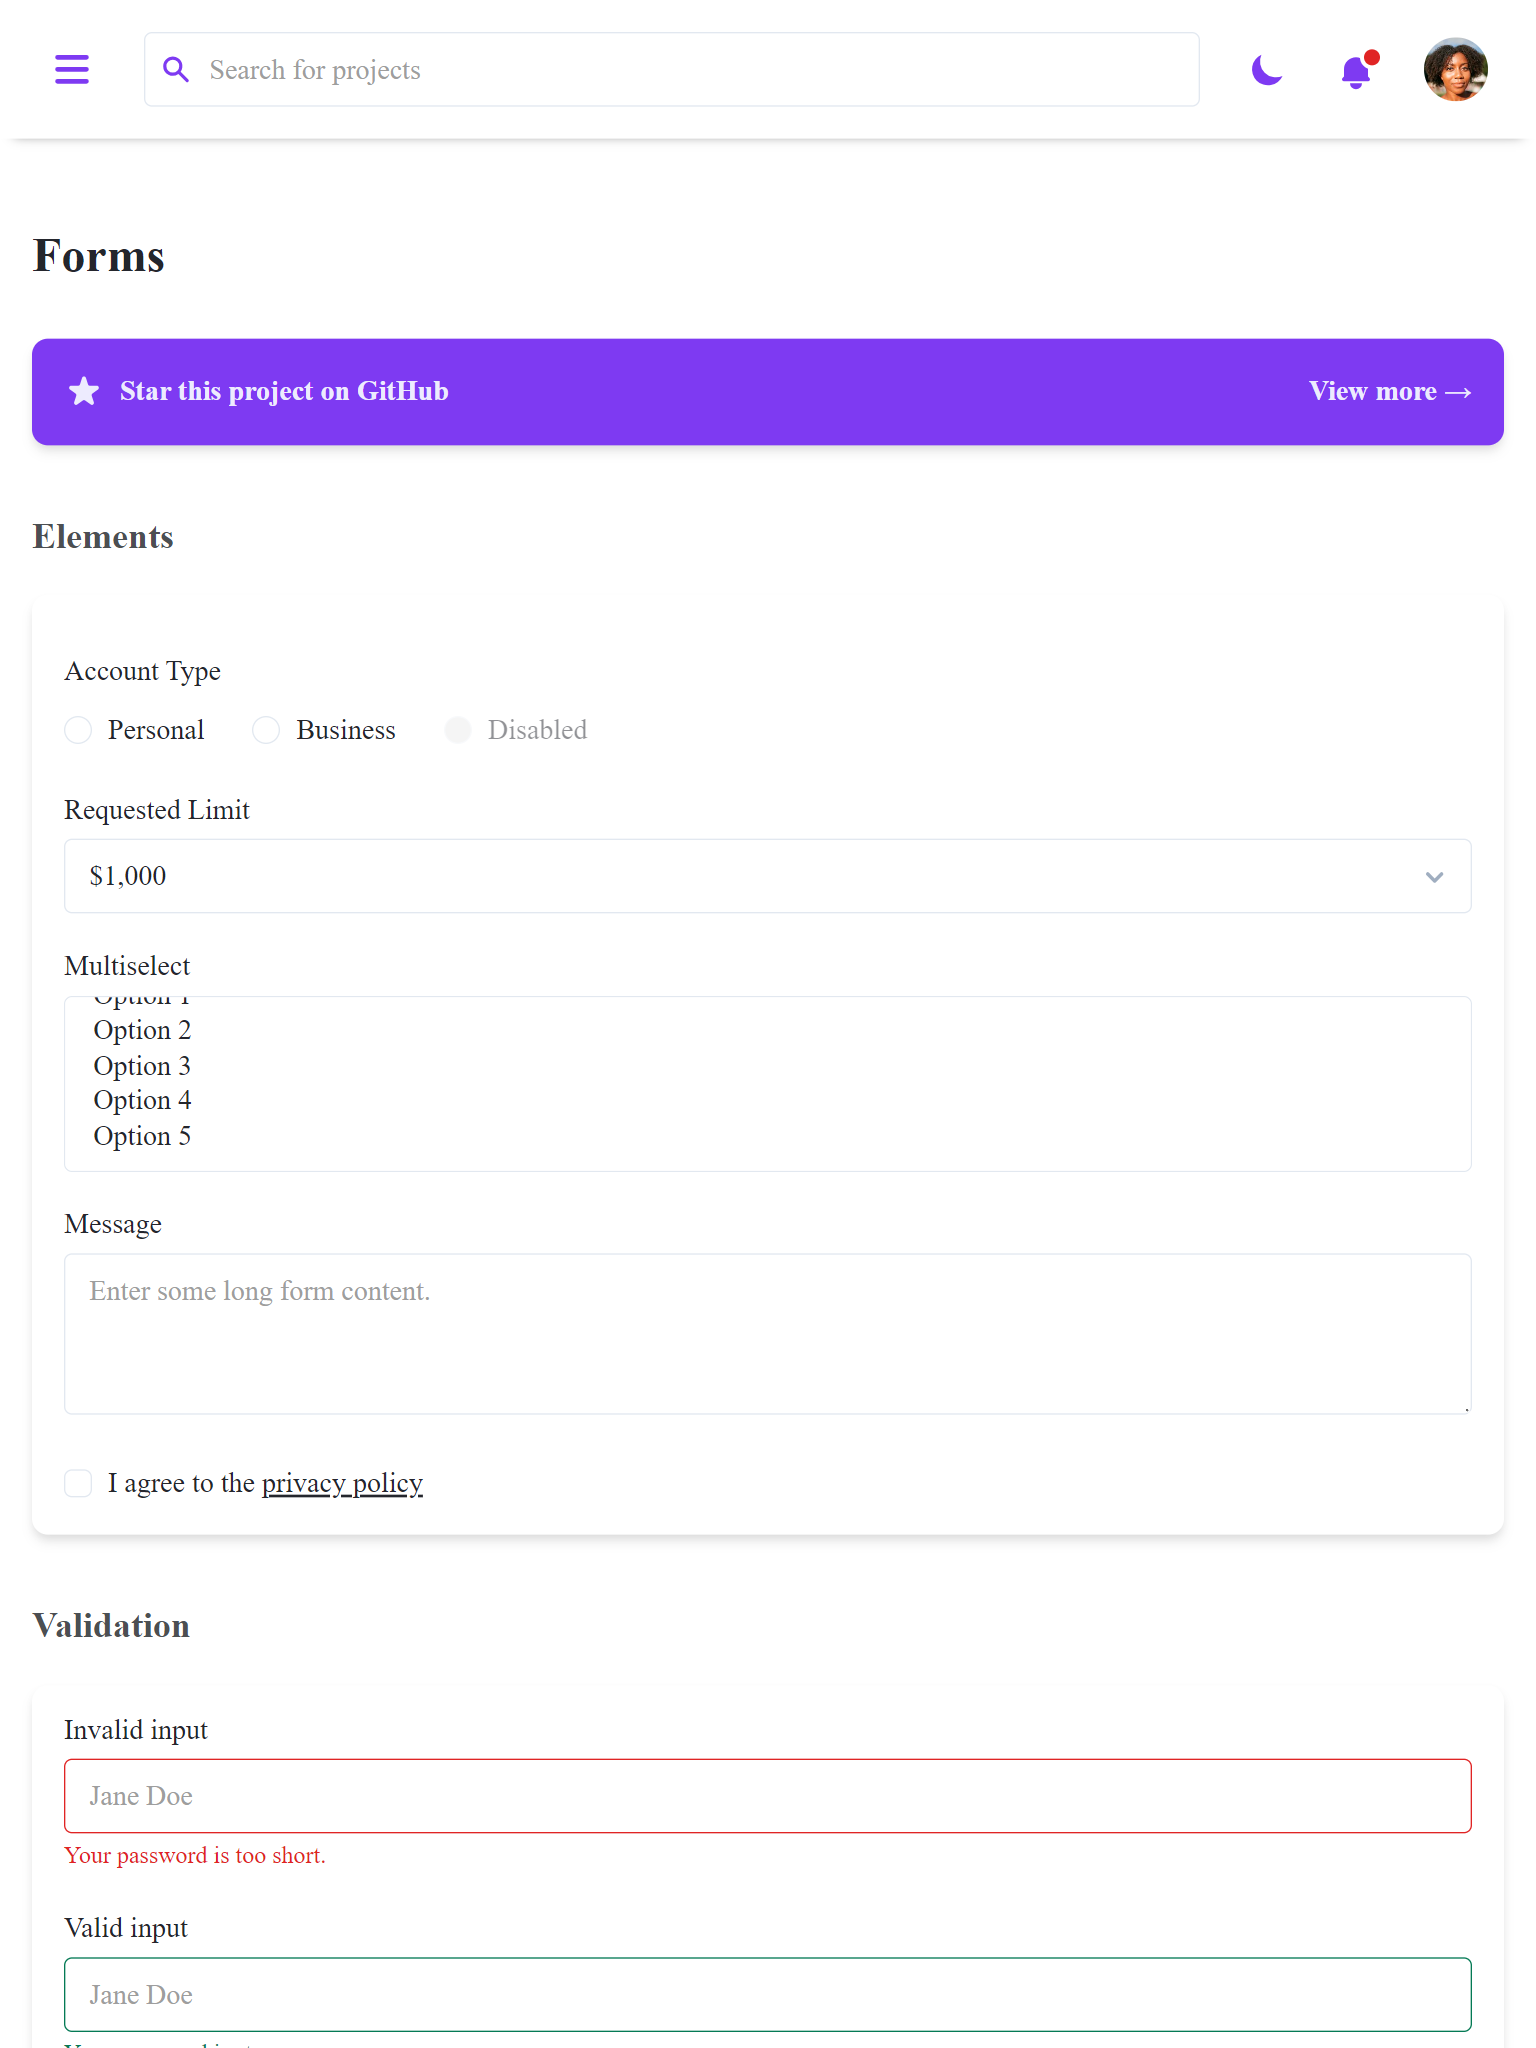 Search for projects
Forms
Star this project on GitHub
View more →
Elements
Account Type
Personal
Business
Disabled
Requested Limit
$1,000
Multiselect
Option 1
Option 2
Option 3
Option 4
Option 5
Message
Enter some long form content.
I agree to the privacy policy
Validation
Invalid input
Jane Doe
Your password is too short.
Valid input
Jane Doe